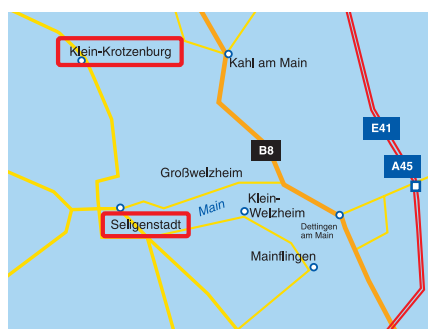 Klein-Krotzenburg
Kahl am Main
E41
B8
A45
Großwelzheim
Klein-
Welzheim
Main
Seligenstadt
Dettingen
am Main
Mainflingen